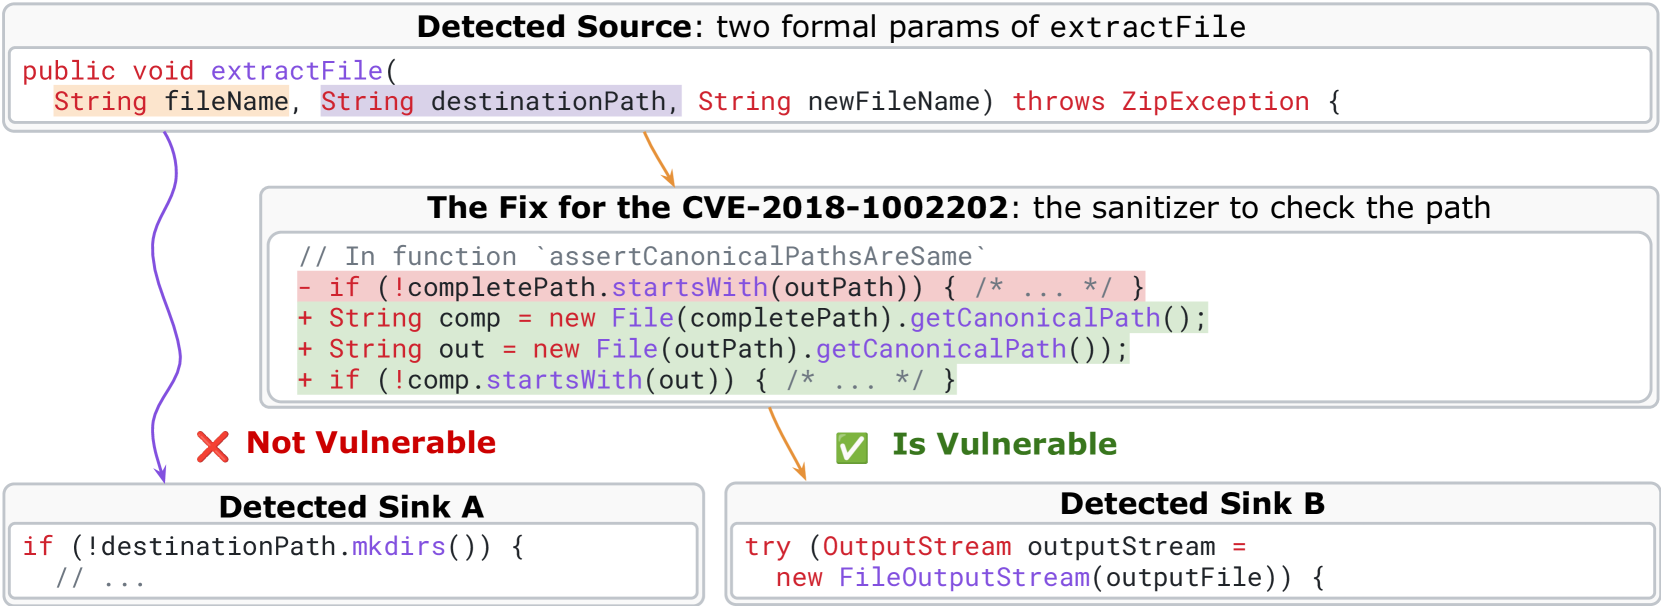 Detected Source: two formal params of extractFile
public void extractFile(
String fileName, String destinationPath, String newFileName) throws ZipException {
The Fix for the CVE-2018-1002202: the sanitizer to check the path
// In function `assertCanonicalPathsAreSame`
- if (!completePath.startsWith(outPath)) { /* ... */ }
+ String comp = new File(completePath).getCanonicalPath();
+ String out = new File(outPath).getCanonicalPath());
+ if (!comp.startsWith(out)) { /* ... */ }
❌ Not Vulnerable
✅ Is Vulnerable
Detected Sink A
if (!destinationPath.mkdirs()) {
// ...
Detected Sink B
try (OutputStream outputStream =
new FileOutputStream(outputFile)) {